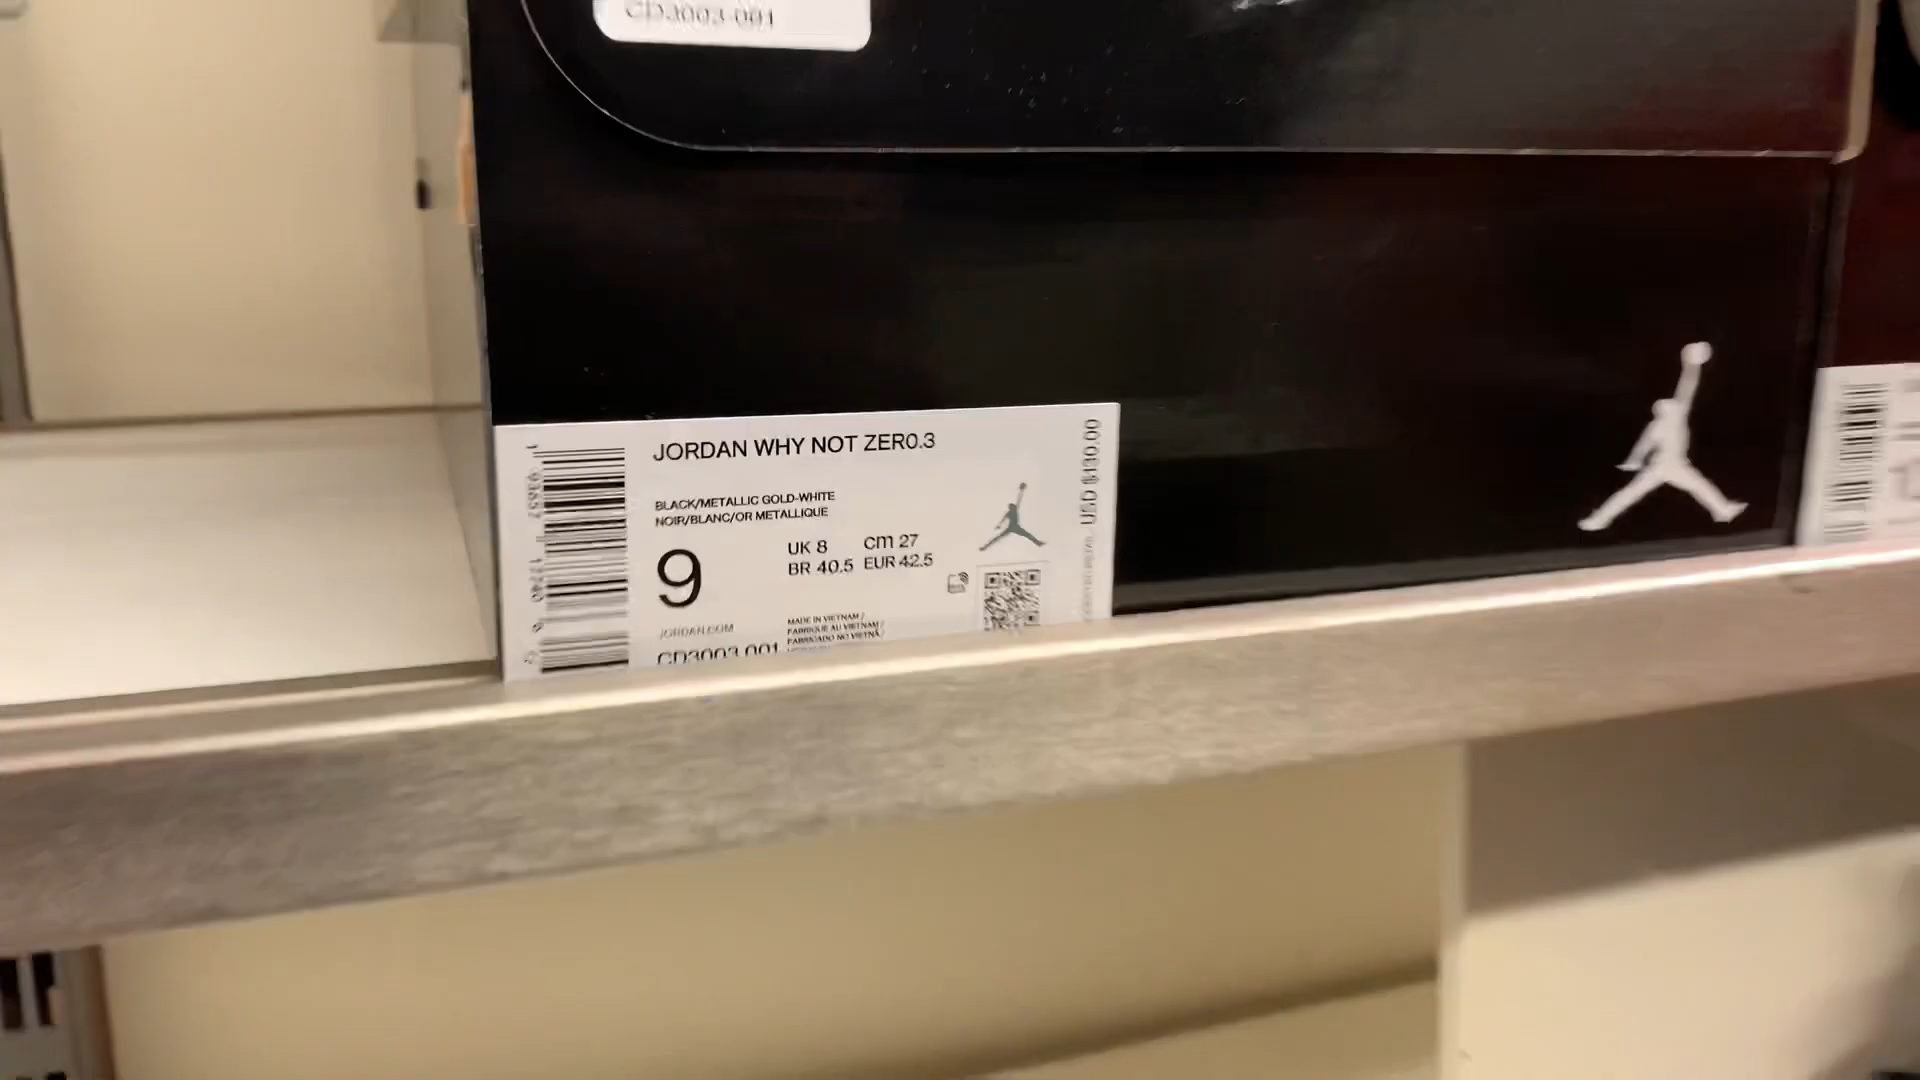 CD3003-001
JORDAN WHY NOT ZER0.3
BLACK/METALLIC GOLD-WHITE
NOIR/BLANC/OR METALLIQUE
9
UK 8 cm 27
BR 40.5 EUR 42.5
JORDAN.COM
MADE IN VIETNAM /
FABRIQUE AU VIETNAM /
FABRICADO NO VIETNÃ /
CD3003 001
USD $130.00